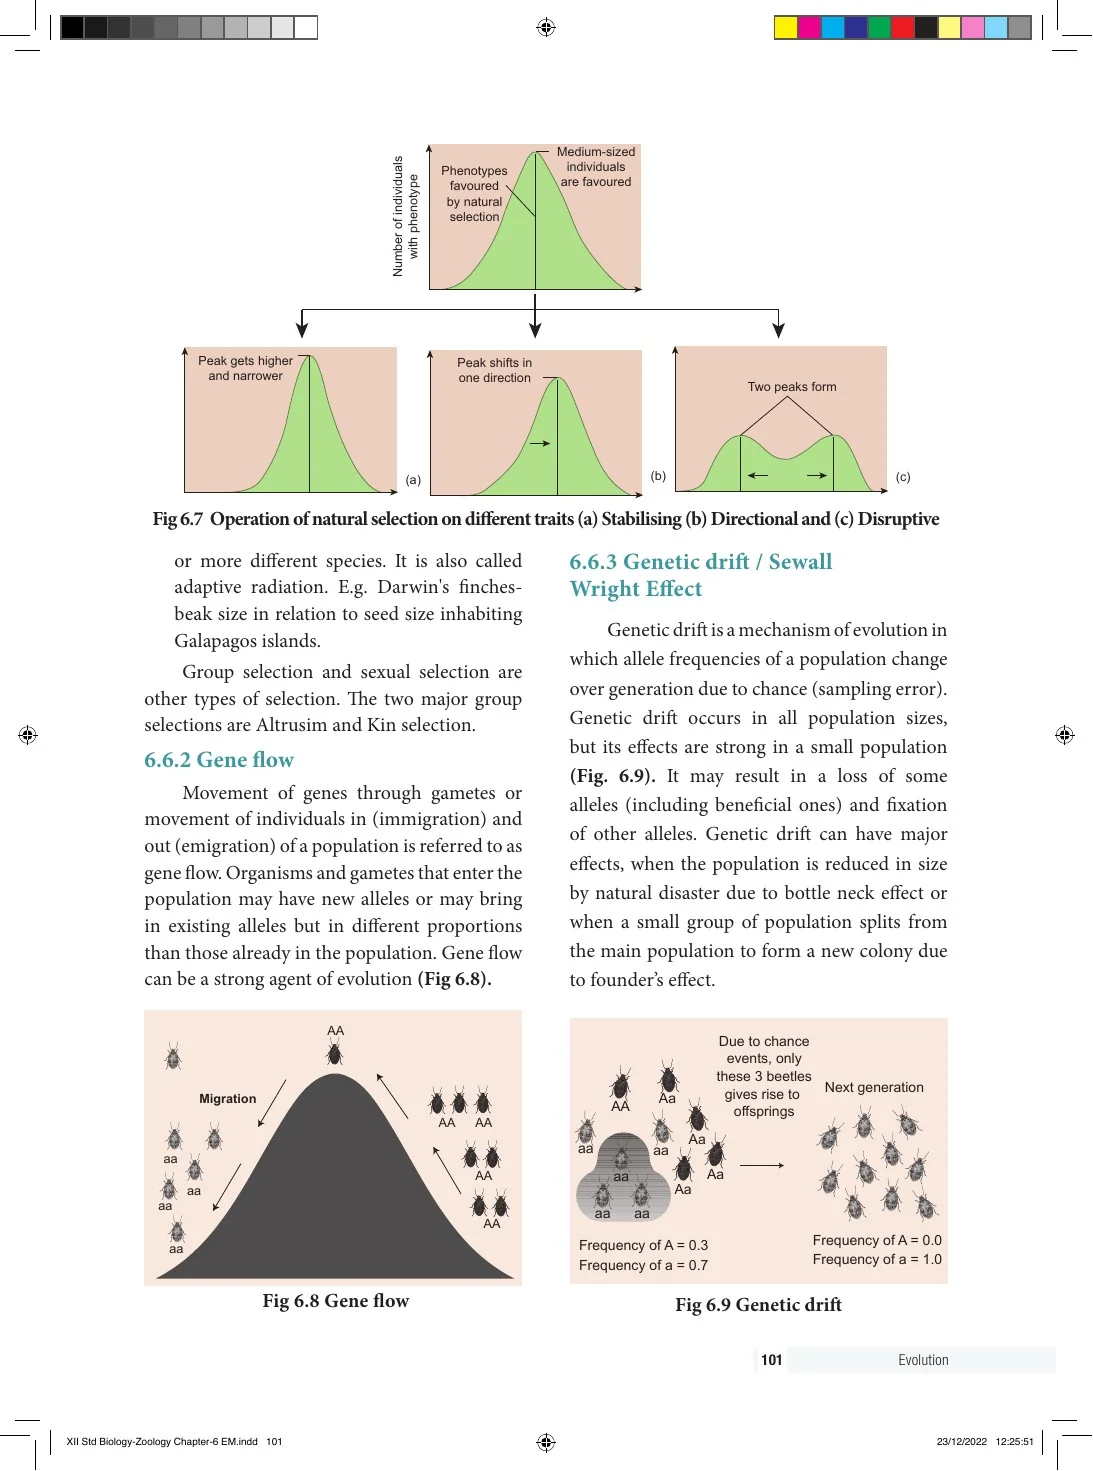 Number of individuals
with phenotype
Phenotypes
favoured
by natural
selection
Medium-sized
individuals
are favoured
Peak gets higher
and narrower
(a)
Peak shifts in
one direction
(b)
Two peaks form
(c)
Fig 6.7 Operation of natural selection on different traits (a) Stabilising (b) Directional and (c) Disruptive
or more different species. It is also called
adaptive radiation. E.g. Darwin's finches-
beak size in relation to seed size inhabiting
Galapagos islands.
Group selection and sexual selection are
other types of selection. The two major group
selections are Altrusim and Kin selection.
6.6.2 Gene flow
Movement of genes through gametes or
movement of individuals in (immigration) and
out (emigration) of a population is referred to as
gene flow. Organisms and gametes that enter the
population may have new alleles or may bring
in existing alleles but in different proportions
than those already in the population. Gene flow
can be a strong agent of evolution (Fig 6.8).
AA
Migration
AA AA
aa
AA
aa
aa
AA
aa
Fig 6.8 Gene flow
6.6.3 Genetic drift / Sewall
Wright Effect
Genetic drift is a mechanism of evolution in
which allele frequencies of a population change
over generation due to chance (sampling error).
Genetic drift occurs in all population sizes,
but its effects are strong in a small population
(Fig. 6.9). It may result in a loss of some
alleles (including beneficial ones) and fixation
of other alleles. Genetic drift can have major
effects, when the population is reduced in size
by natural disaster due to bottle neck effect or
when a small group of population splits from
the main population to form a new colony due
to founder’s effect.
Due to chance
events, only
these 3 beetles
gives rise to
offsprings
Next generation
AA
Aa
Aa
aa
aa
Aa
aa
Aa
aa aa
Frequency of A = 0.3
Frequency of a = 0.7
Frequency of A = 0.0
Frequency of a = 1.0
Fig 6.9 Genetic drift
101 Evolution
XII Std Biology-Zoology Chapter-6 EM.indd 101
23/12/2022 12:25:51